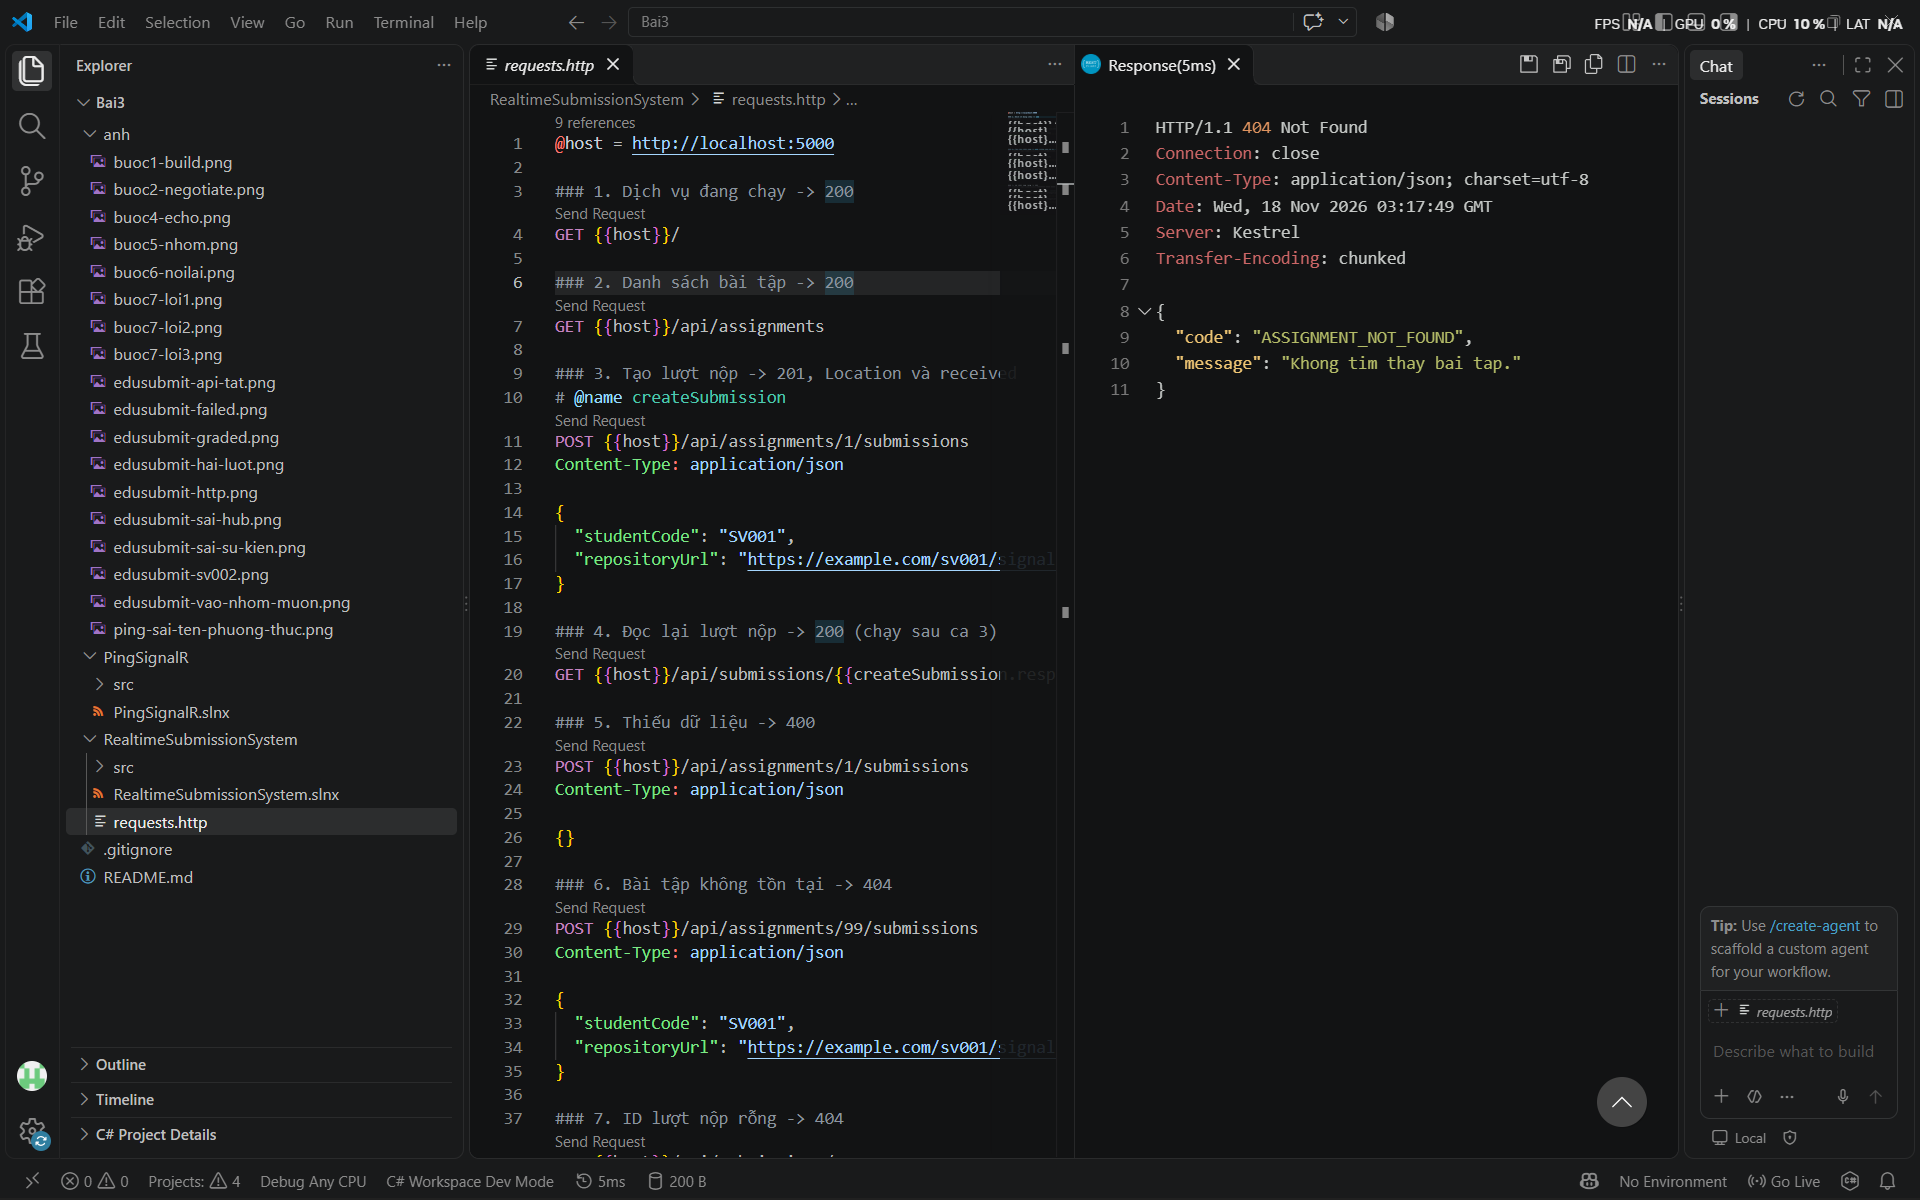 File Edit Selection View Go Run Terminal Help
Bai3
FPS N/A | GPU 0% | CPU 10% | LAT N/A
Explorer
Bai3
anh
buoc1-build.png
buoc2-negotiate.png
buoc4-echo.png
buoc5-nhom.png
buoc6-noilai.png
buoc7-loi1.png
buoc7-loi2.png
buoc7-loi3.png
edusubmit-api-tat.png
edusubmit-failed.png
edusubmit-graded.png
edusubmit-hai-luot.png
edusubmit-http.png
edusubmit-sai-hub.png
edusubmit-sai-su-kien.png
edusubmit-sv002.png
edusubmit-vao-nhom-muon.png
ping-sai-ten-phuong-thuc.png
PingSignalR
src
PingSignalR.slnx
RealtimeSubmissionSystem
src
RealtimeSubmissionSystem.slnx
requests.http
.gitignore
README.md
Outline
Timeline
C# Project Details
requests.http
RealtimeSubmissionSystem > requests.http > ...
9 references
1 @host = http://localhost:5000
2
3 ### 1. Dịch vụ đang chạy -> 200
Send Request
4 GET {{host}}/
5
6 ### 2. Danh sách bài tập -> 200
Send Request
7 GET {{host}}/api/assignments
8
9 ### 3. Tạo lượt nộp -> 201, Location và received
10 # @name createSubmission
Send Request
11 POST {{host}}/api/assignments/1/submissions
12 Content-Type: application/json
13
14 {
15 "studentCode": "SV001",
16 "repositoryUrl": "https://example.com/sv001/signal
17 }
18
19 ### 4. Đọc lại lượt nộp -> 200 (chạy sau ca 3)
Send Request
20 GET {{host}}/api/submissions/{{createSubmission.resp
21
22 ### 5. Thiếu dữ liệu -> 400
Send Request
23 POST {{host}}/api/assignments/1/submissions
24 Content-Type: application/json
25
26 {}
27
28 ### 6. Bài tập không tồn tại -> 404
Send Request
29 POST {{host}}/api/assignments/99/submissions
30 Content-Type: application/json
31
32 {
33 "studentCode": "SV001",
34 "repositoryUrl": "https://example.com/sv001/signal
35 }
36
37 ### 7. ID lượt nộp rỗng -> 404
Send Request
{{host}...
{{host}...
{{host}...
{{host}...
Response(5ms)
1 HTTP/1.1 404 Not Found
2 Connection: close
3 Content-Type: application/json; charset=utf-8
4 Date: Wed, 18 Nov 2026 03:17:49 GMT
5 Server: Kestrel
6 Transfer-Encoding: chunked
7
8 {
9 "code": "ASSIGNMENT_NOT_FOUND",
10 "message": "Khong tim thay bai tap."
11 }
Chat
Sessions
Tip: Use /create-agent to
scaffold a custom agent
for your workflow.
requests.http
Describe what to build
Local
0 0 Projects: 4 Debug Any CPU C# Workspace Dev Mode 5ms 200 B
No Environment Go Live